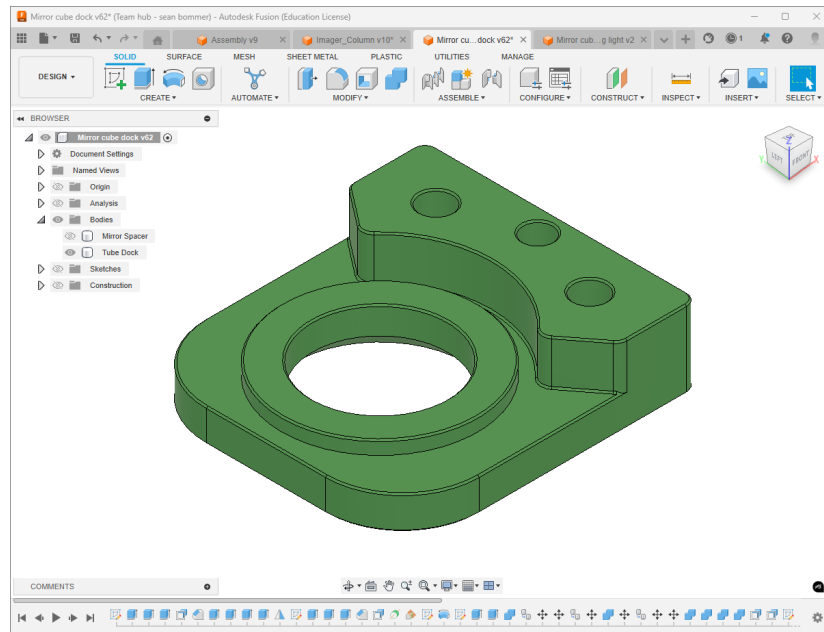 Mirror cube dock v62* (Team hub - sean bommer) - Autodesk Fusion (Education License)
Assembly v9
Imager_Column v10*
Mirror cu...dock v62*
Mirror cub...g light v2
1
SOLID SURFACE MESH SHEET METAL PLASTIC UTILITIES MANAGE
DESIGN
CREATE AUTOMATE MODIFY ASSEMBLE CONFIGURE CONSTRUCT INSPECT INSERT SELECT
BROWSER
Mirror cube dock v62
Document Settings
Named Views
Origin
Analysis
Bodies
Mirror Spacer
Tube Dock
Sketches
Construction
Z
Y
X
LEFT
FRONT
COMMENTS